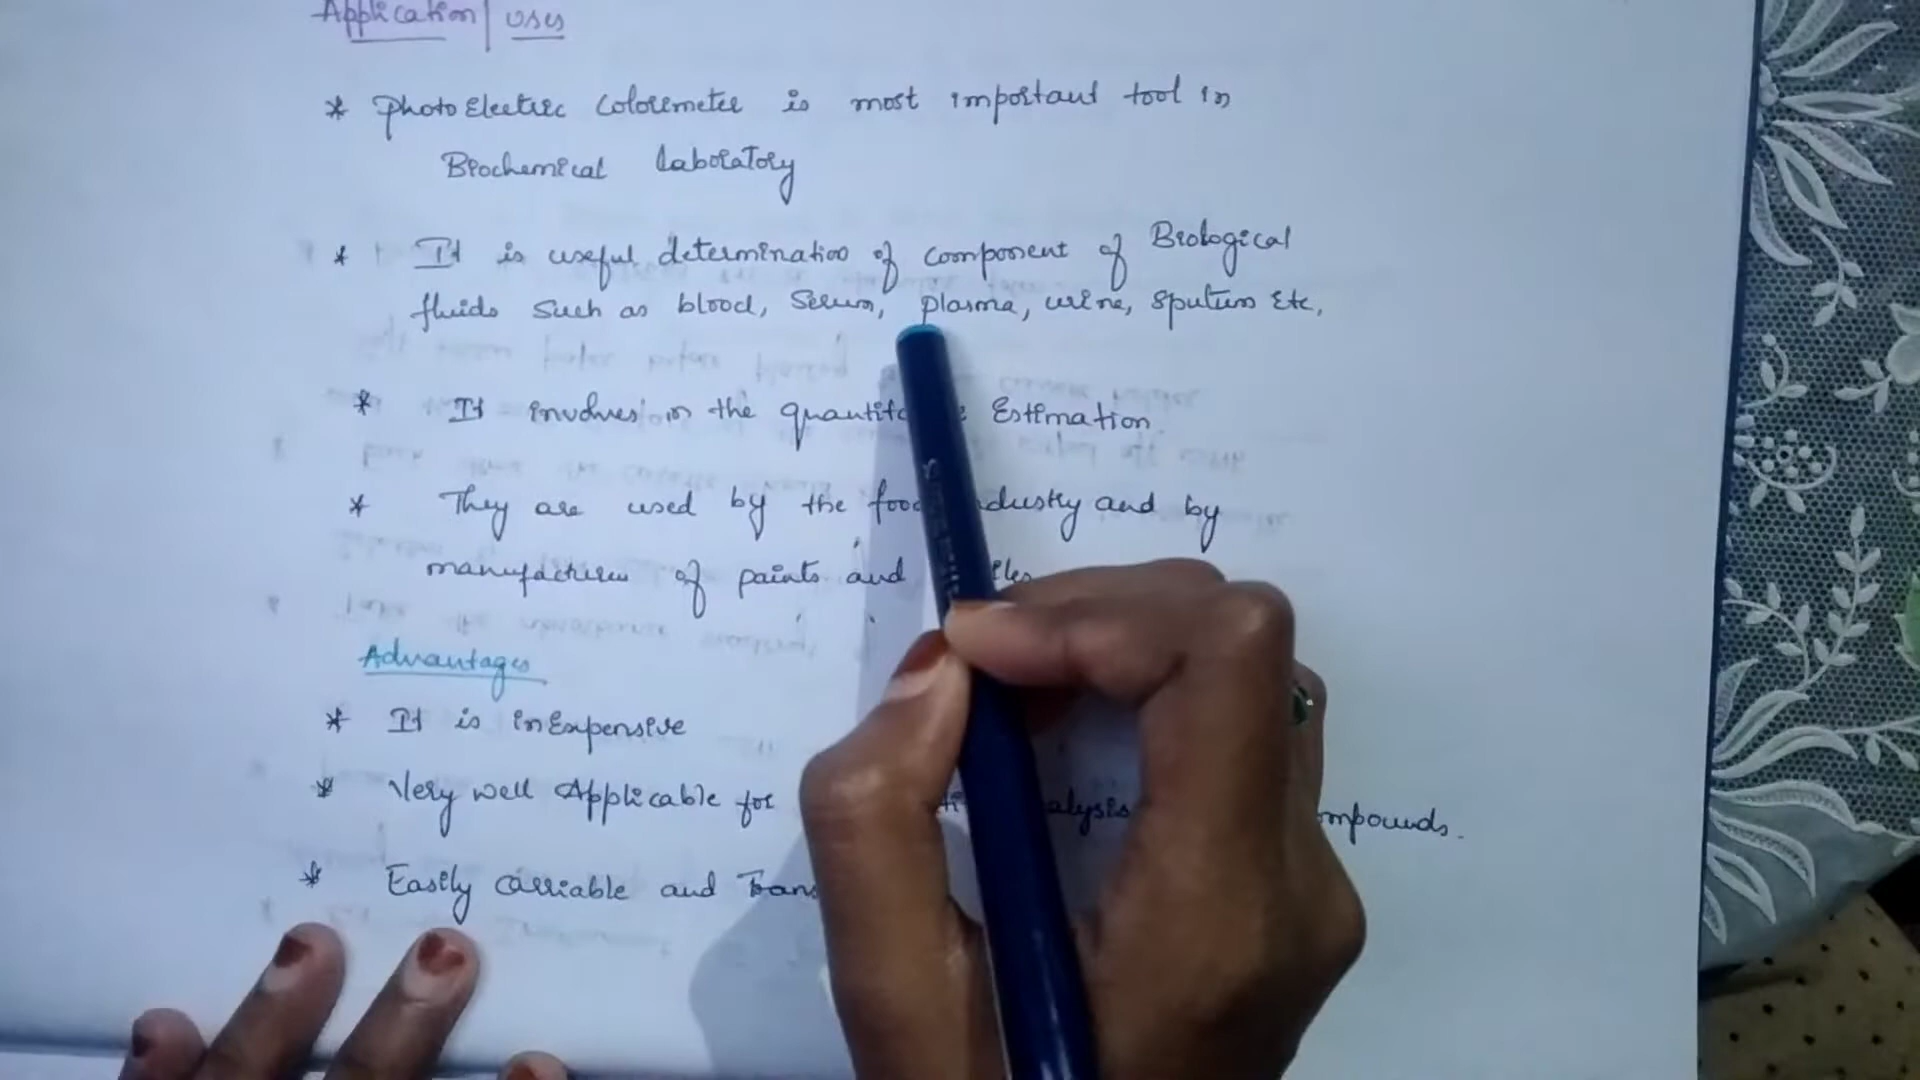 Application | uses
* Photo Electric Colorimeter is most important tool in
Biochemical laboratory
* It is useful determination of component of Biological
fluids such as blood, Serum, plasma, urine, sputum Etc,
* It involves in the Estimation
* They are used by the and by
manufactures of paints and
Advantages
* It is inExpensive
* Very well Applicable for
* Easily carriable and